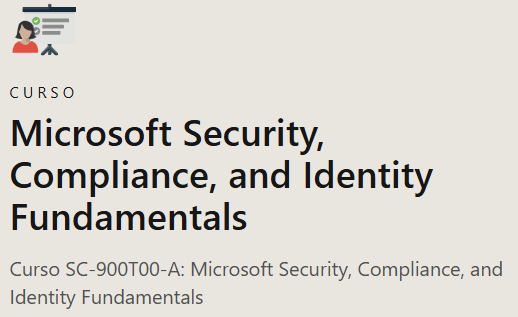 CURSO
Microsoft Security,
Compliance, and Identity
Fundamentals
Curso SC-900T00-A: Microsoft Security, Compliance, and
Identity Fundamentals